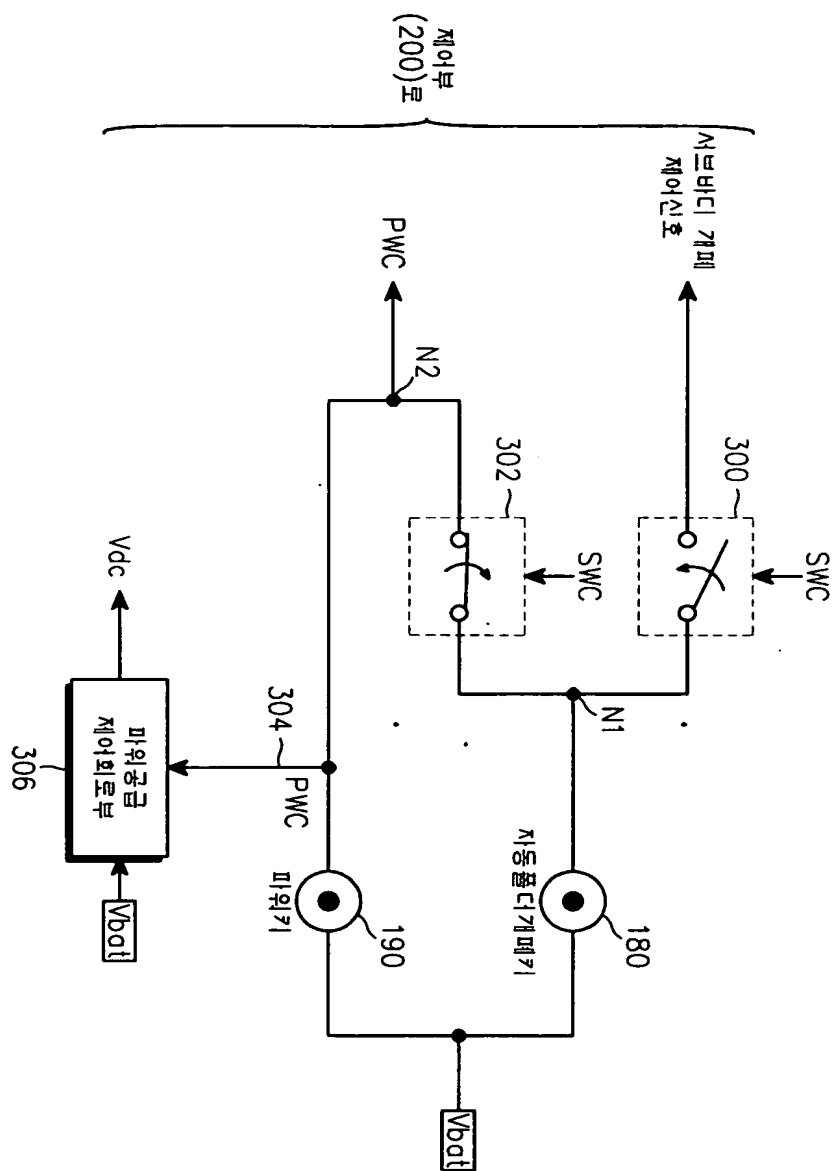 제어부
(200)로
서브바디 개폐
제어신호
PWC
N2
302
300
SWC
SWC
Vdc
304
N1
PWC
파워공급
제어회로부
306
Vbat
파워키
190
자동폴더개폐키
180
Vbat